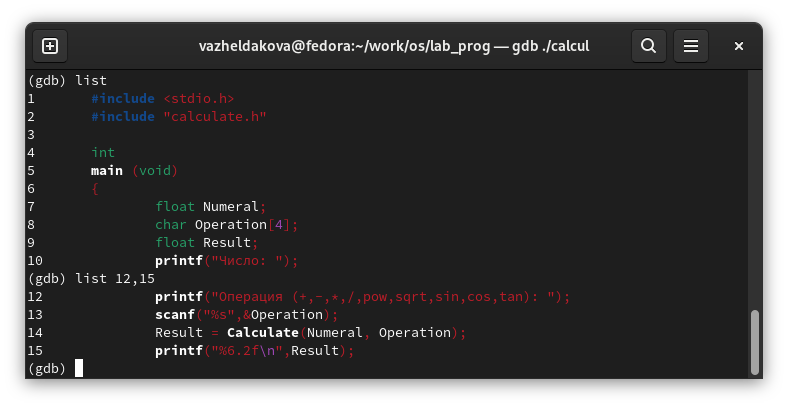 vazheldakova@fedora:~/work/os/lab_prog — gdb ./calcul
(gdb) list
1       #include <stdio.h>
2       #include "calculate.h"
3
4       int
5       main (void)
6       {
7               float Numeral;
8               char Operation[4];
9               float Result;
10              printf("Число: ");
(gdb) list 12,15
12              printf("Операция (+,-,*,/,pow,sqrt,sin,cos,tan): ");
13              scanf("%s",&Operation);
14              Result = Calculate(Numeral, Operation);
15              printf("%6.2f\n",Result);
(gdb)